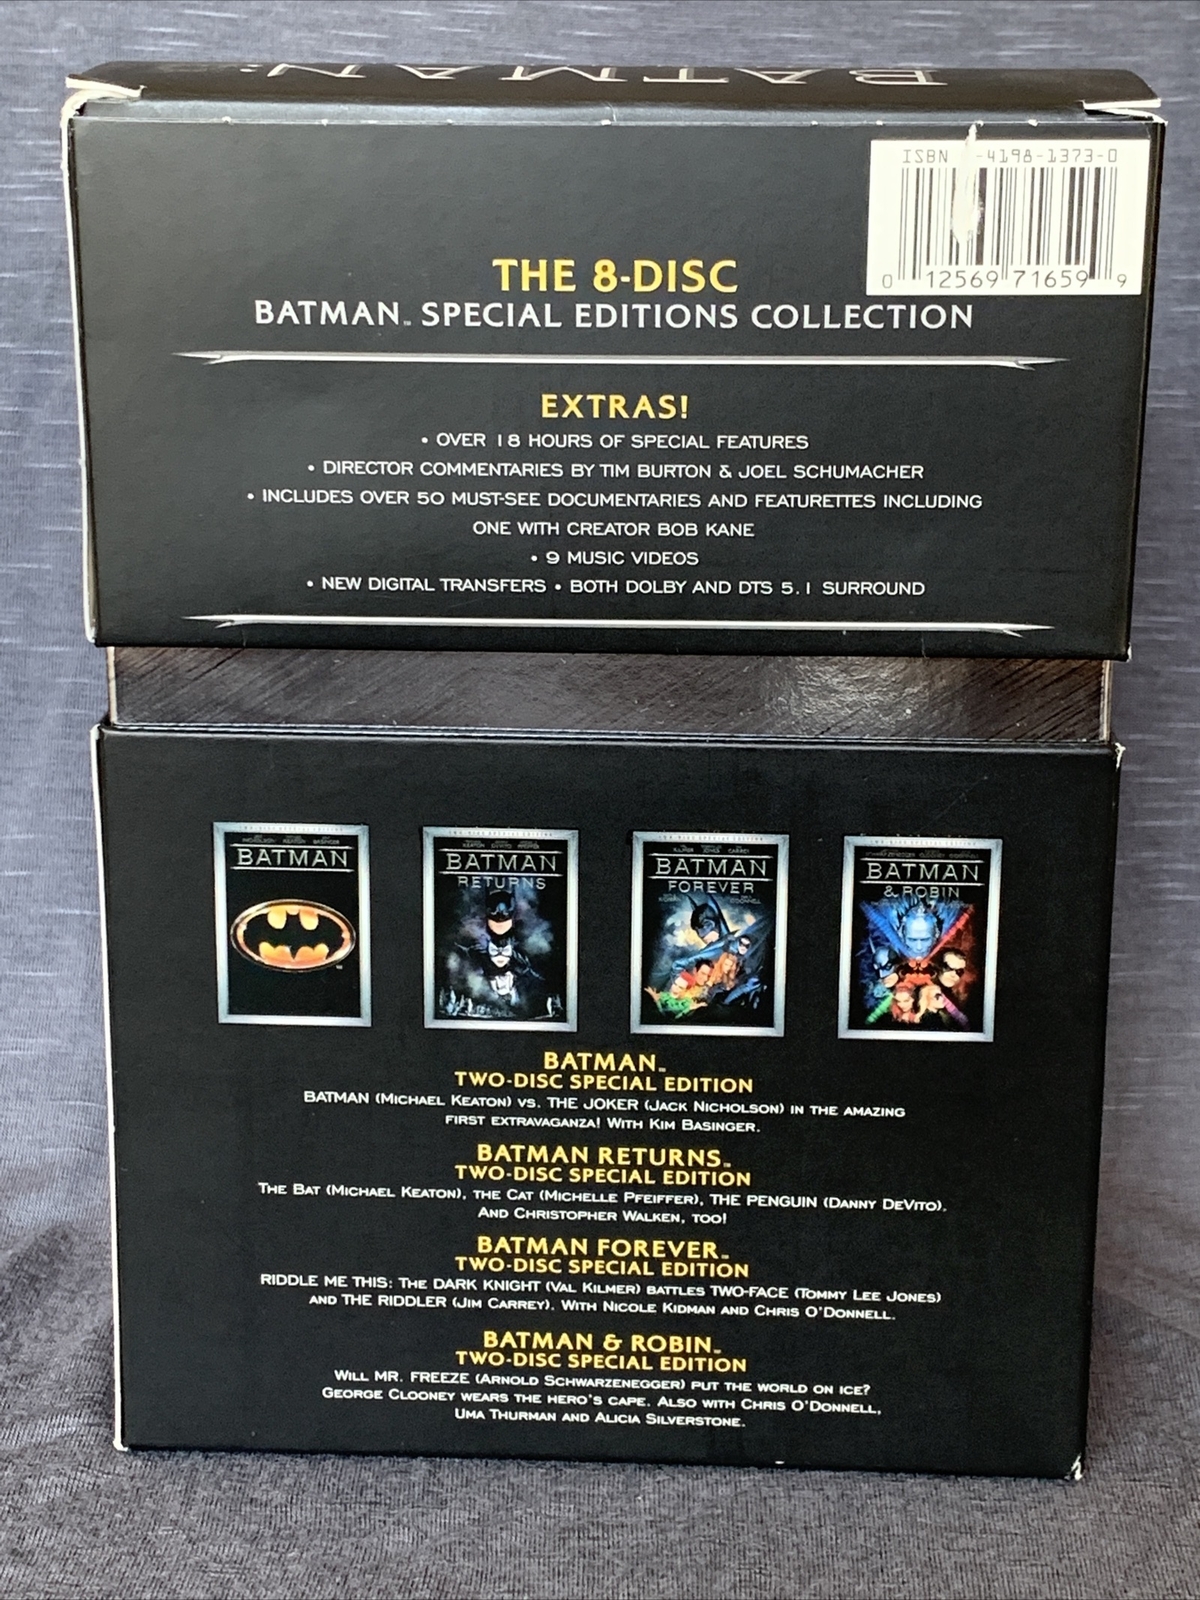 BATMAN:
ISBN -4198-1373-0
0 12569 71659 9
THE 8-DISC
BATMAN™ SPECIAL EDITIONS COLLECTION
EXTRAS!
• OVER 18 HOURS OF SPECIAL FEATURES
• DIRECTOR COMMENTARIES BY TIM BURTON & JOEL SCHUMACHER
• INCLUDES OVER 50 MUST-SEE DOCUMENTARIES AND FEATURETTES INCLUDING
ONE WITH CREATOR BOB KANE
• 9 MUSIC VIDEOS
• NEW DIGITAL TRANSFERS • BOTH DOLBY AND DTS 5.1 SURROUND
BATMAN
BATMAN
RETURNS
BATMAN
FOREVER
BATMAN
& ROBIN
BATMAN™
TWO-DISC SPECIAL EDITION
BATMAN (MICHAEL KEATON) VS. THE JOKER (JACK NICHOLSON) IN THE AMAZING
FIRST EXTRAVAGANZA! WITH KIM BASINGER.
BATMAN RETURNS™
TWO-DISC SPECIAL EDITION
THE BAT (MICHAEL KEATON), THE CAT (MICHELLE PFEIFFER), THE PENGUIN (DANNY DEVITO).
AND CHRISTOPHER WALKEN, TOO!
BATMAN FOREVER™
TWO-DISC SPECIAL EDITION
RIDDLE ME THIS: THE DARK KNIGHT (VAL KILMER) BATTLES TWO-FACE (TOMMY LEE JONES)
AND THE RIDDLER (JIM CARREY). WITH NICOLE KIDMAN AND CHRIS O'DONNELL.
BATMAN & ROBIN™
TWO-DISC SPECIAL EDITION
WILL MR. FREEZE (ARNOLD SCHWARZENEGGER) PUT THE WORLD ON ICE?
GEORGE CLOONEY WEARS THE HERO'S CAPE. ALSO WITH CHRIS O'DONNELL,
UMA THURMAN AND ALICIA SILVERSTONE.